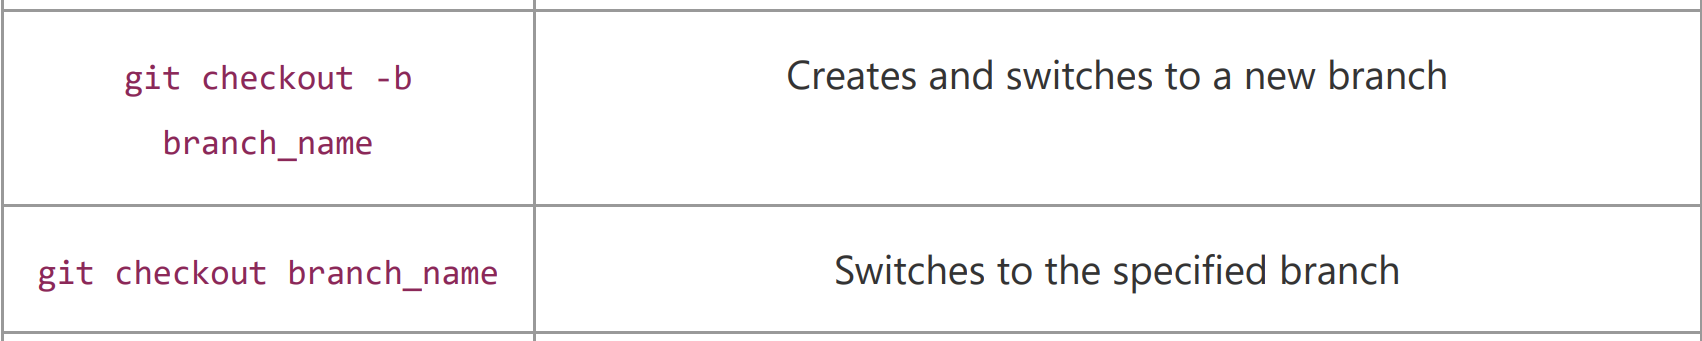 git checkout -b
branch_name
Creates and switches to a new branch
git checkout branch_name
Switches to the specified branch